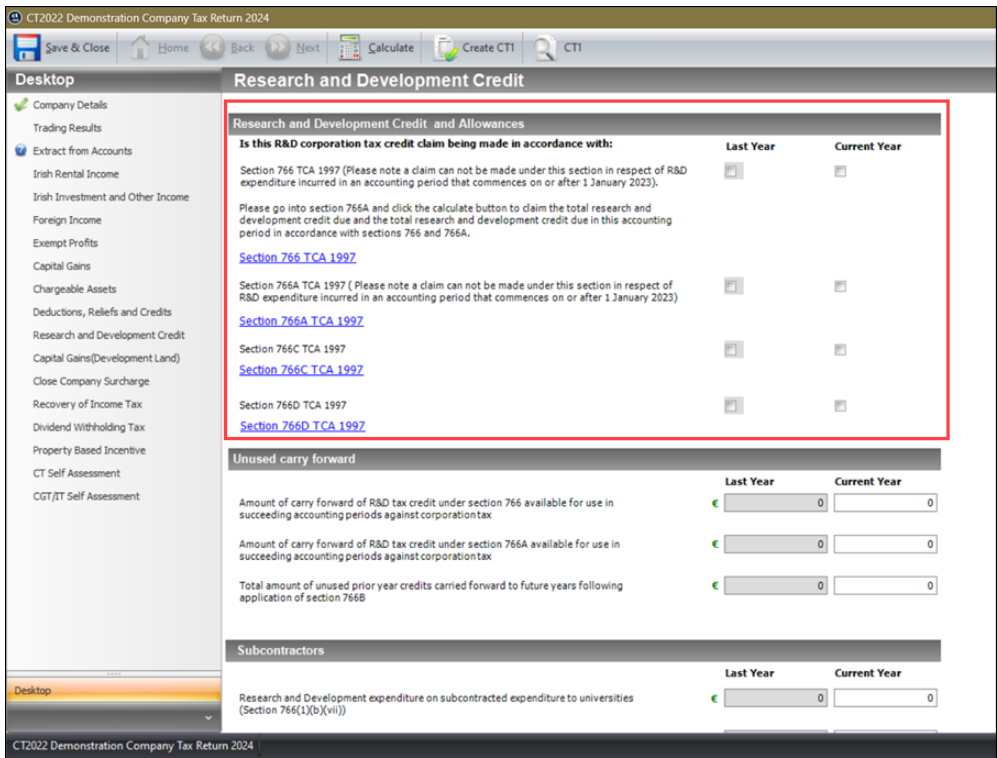 CT2022 Demonstration Company Tax Return 2024
Save & Close Home Back Next Calculate Create CT1 CT1
Desktop
Company Details
Trading Results
Extract from Accounts
Irish Rental Income
Irish Investment and Other Income
Foreign Income
Exempt Profits
Capital Gains
Chargeable Assets
Deductions, Reliefs and Credits
Research and Development Credit
Capital Gains(Development Land)
Close Company Surcharge
Recovery of Income Tax
Dividend Withholding Tax
Property Based Incentive
CT Self Assessment
CGT/IT Self Assessment
Desktop
Research and Development Credit
Research and Development Credit and Allowances
Is this R&D corporation tax credit claim being made in accordance with:
Last Year Current Year
Section 766 TCA 1997 (Please note a claim can not be made under this section in respect of R&D
expenditure incurred in an accounting period that commences on or after 1 January 2023).
Please go into section 766A and click the calculate button to claim the total research and
development credit due and the total research and development credit due in this accounting
period in accordance with sections 766 and 766A.
Section 766 TCA 1997
Section 766A TCA 1997 ( Please note a claim can not be made under this section in respect of
R&D expenditure incurred in an accounting period that commences on or after 1 January 2023)
Section 766A TCA 1997
Section 766C TCA 1997
Section 766C TCA 1997
Section 766D TCA 1997
Section 766D TCA 1997
Unused carry forward
Last Year Current Year
Amount of carry forward of R&D tax credit under section 766 available for use in
succeeding accounting periods against corporation tax
€ 0 0
Amount of carry forward of R&D tax credit under section 766A available for use in
succeeding accounting periods against corporation tax
€ 0 0
Total amount of unused prior year credits carried forward to future years following
application of section 766B
€ 0 0
Subcontractors
Last Year Current Year
Research and Development expenditure on subcontracted expenditure to universities
(Section 766(1)(b)(vii))
€ 0 0
CT2022 Demonstration Company Tax Return 2024